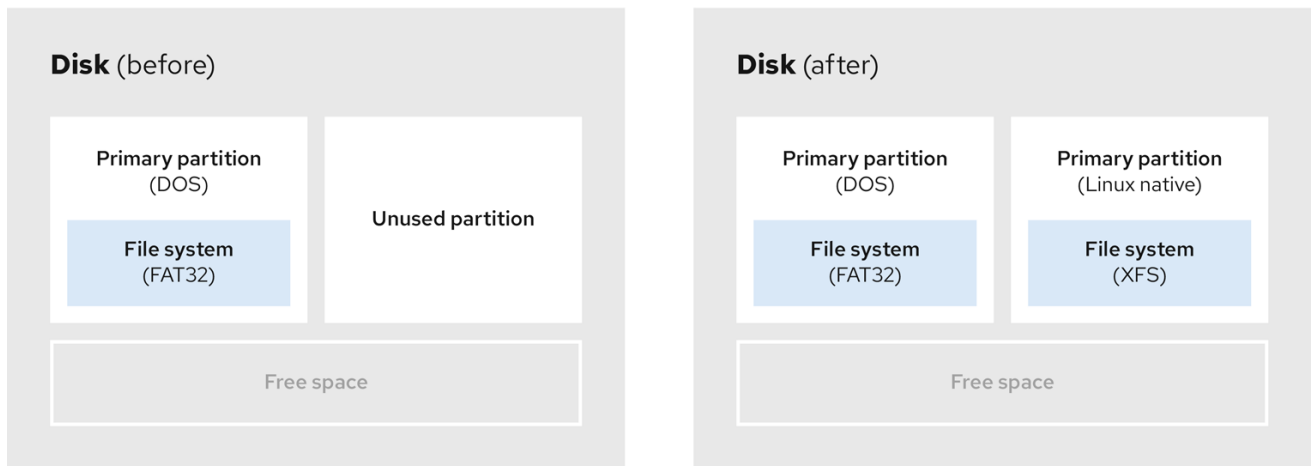 Disk (before)
Primary partition
(DOS)
File system
(FAT32)
Unused partition
Free space
Disk (after)
Primary partition
(DOS)
File system
(FAT32)
Primary partition
(Linux native)
File system
(XFS)
Free space